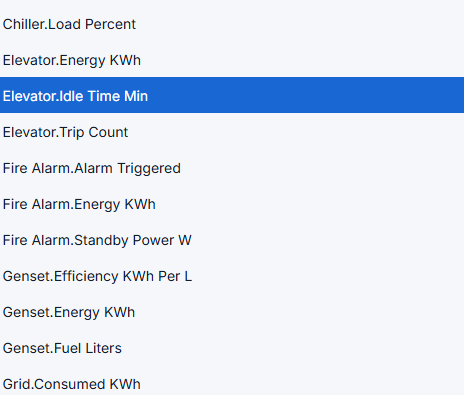 Chiller.Load Percent
Elevator.Energy KWh
Elevator.Idle Time Min
Elevator.Trip Count
Fire Alarm.Alarm Triggered
Fire Alarm.Energy KWh
Fire Alarm.Standby Power W
Genset.Efficiency KWh Per L
Genset.Energy KWh
Genset.Fuel Liters
Grid.Consumed KWh